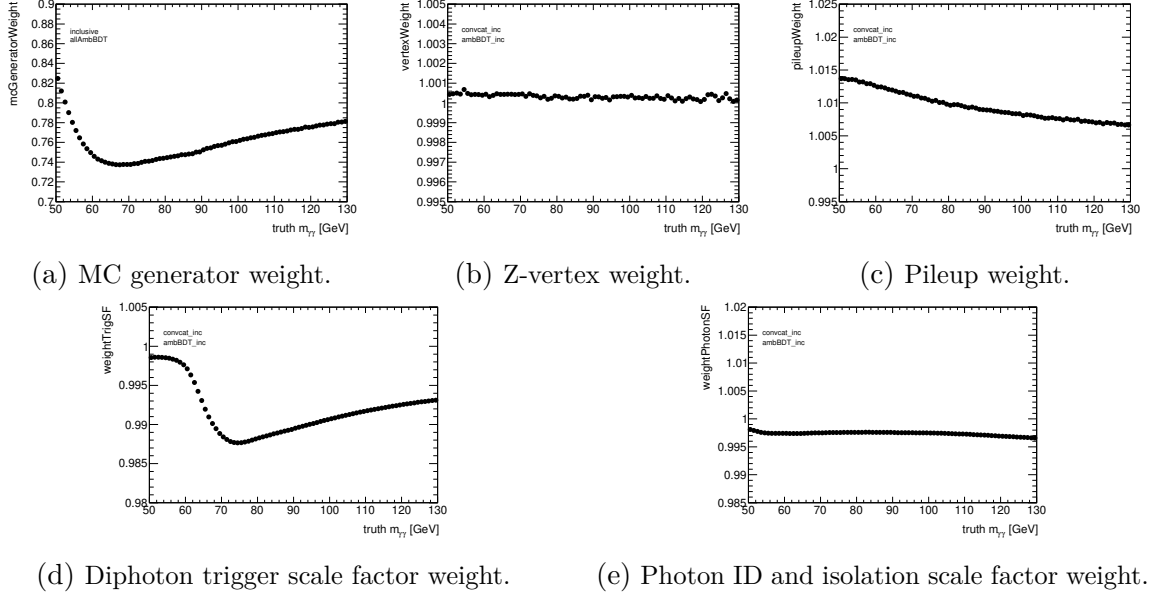 mcGeneratorWeight
0.9
0.88
0.86
0.84
0.82
0.8
0.78
0.76
0.74
0.72
0.7
inclusive
allAmbBDT
50 60 70 80 90 100 110 120 130
truth mγγ [GeV]
vertexWeight
1.005
1.004
1.003
1.002
1.001
1
0.999
0.998
0.997
0.996
0.995
convcat_inc
ambBDT_inc
50 60 70 80 90 100 110 120 130
truth mγγ [GeV]
pileupWeight
1.025
1.02
1.015
1.01
1.005
1
0.995
convcat_inc
ambBDT_inc
50 60 70 80 90 100 110 120 130
truth mγγ [GeV]
(a) MC generator weight.
(b) Z-vertex weight.
(c) Pileup weight.
weightTrigSF
1.005
1
0.995
0.99
0.985
0.98
convcat_inc
ambBDT_inc
50 60 70 80 90 100 110 120 130
truth mγγ [GeV]
weightPhotonSF
1.02
1.015
1.01
1.005
1
0.995
0.99
0.985
convcat_inc
ambBDT_inc
50 60 70 80 90 100 110 120 130
truth mγγ [GeV]
(d) Diphoton trigger scale factor weight.
(e) Photon ID and isolation scale factor weight.